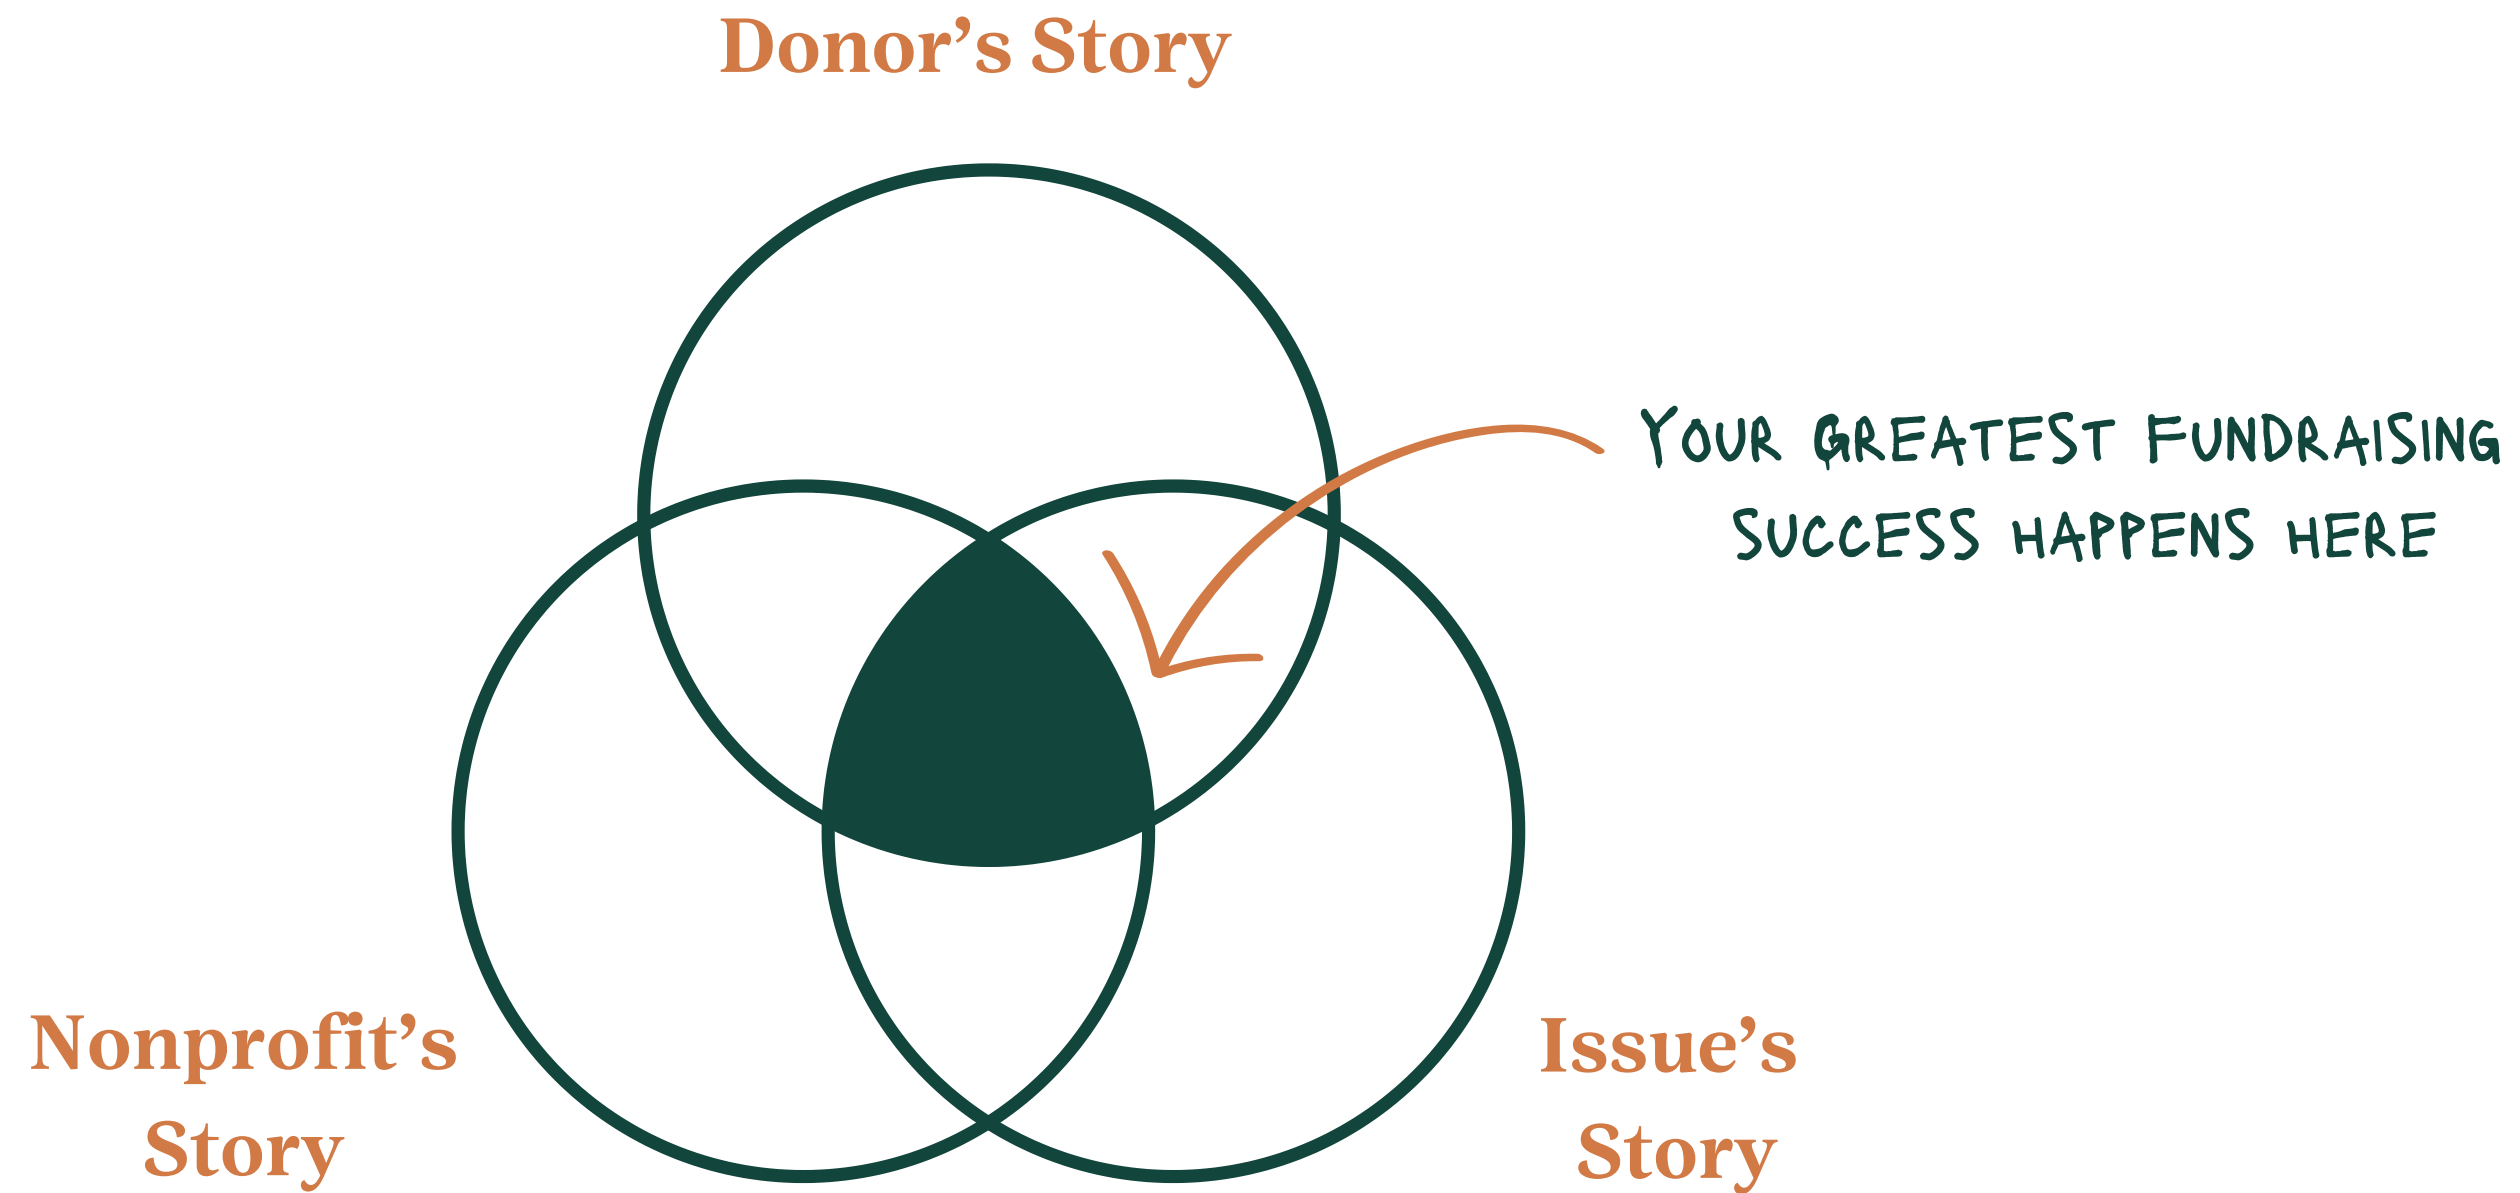 Donor’s Story
YOUR GREATEST FUNDRAISING
SUCCESS HAPPENS HERE
Nonprofit’s
Story
Issue’s
Story